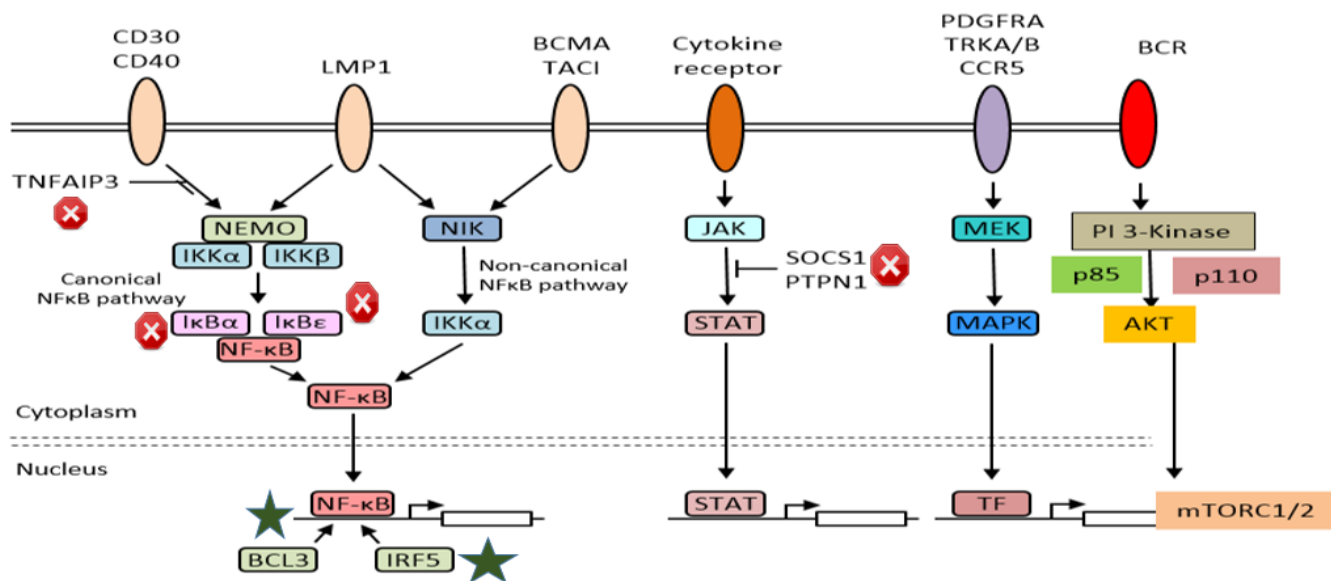 CD30
CD40
LMP1
BCMA
TACI
Cytokine
receptor
PDGFRA
TRKA/B
CCR5
BCR
TNFAIP3
NEMO
IKKα
IKKβ
NIK
JAK
MEK
PI 3-Kinase
p85
p110
Canonical
NFκB pathway
Non-canonical
NFκB pathway
SOCS1
PTPN1
IκBα
IκBε
NF-κB
IKKα
STAT
MAPK
AKT
NF-κB
Cytoplasm
Nucleus
NF-κB
STAT
TF
mTORC1/2
BCL3
IRF5